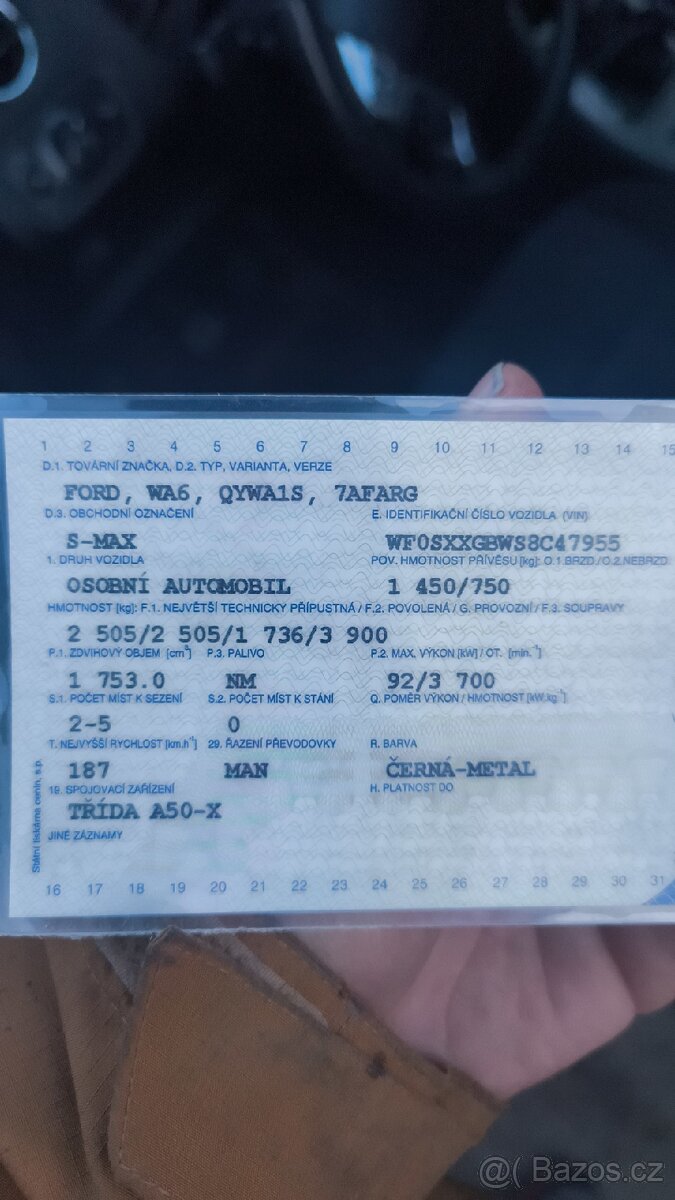 1 2 3 4 5 6 7 8 9 10 11 12 13 14 15
D.1. TOVÁRNÍ ZNAČKA, D.2. TYP, VARIANTA, VERZE
FORD, WA6, QYWA1S, 7AFARG
D.3. OBCHODNÍ OZNAČENÍ E. IDENTIFIKAČNÍ ČÍSLO VOZIDLA (VIN)
S-MAX WF0SXXGBWS8C47955
1. DRUH VOZIDLA POV. HMOTNOST PŘÍVĚSU [kg]: O.1 BRZD./O.2 NEBRZD.
OSOBNÍ AUTOMOBIL 1 450/750
HMOTNOST [kg]: F.1. NEJVĚTŠÍ TECHNICKY PŘÍPUSTNÁ / F.2. POVOLENÁ / G. PROVOZNÍ / F.3. SOUPRAVY
2 505/2 505/1 736/3 900
P.1. ZDVIHOVÝ OBJEM [cm³] P.3. PALIVO P.2. MAX. VÝKON [kW] / OT. [min.⁻¹]
1 753.0 NM 92/3 700
S.1. POČET MÍST K SEZENÍ S.2. POČET MÍST K STÁNÍ Q. POMĚR VÝKON / HMOTNOST [kW.kg⁻¹]
2-5 0
T. NEJVYŠŠÍ RYCHLOST [km.h⁻¹] 29. ŘAZENÍ PŘEVODOVKY R. BARVA
187 MAN ČERNÁ-METAL
19. SPOJOVACÍ ZAŘÍZENÍ H. PLATNOST DO
TŘÍDA A50-X
JINÉ ZÁZNAMY
Státní tiskárna cenin, s.p.
16 17 18 19 20 21 22 23 24 25 26 27 28 29 30 31
@( Bazos.cz